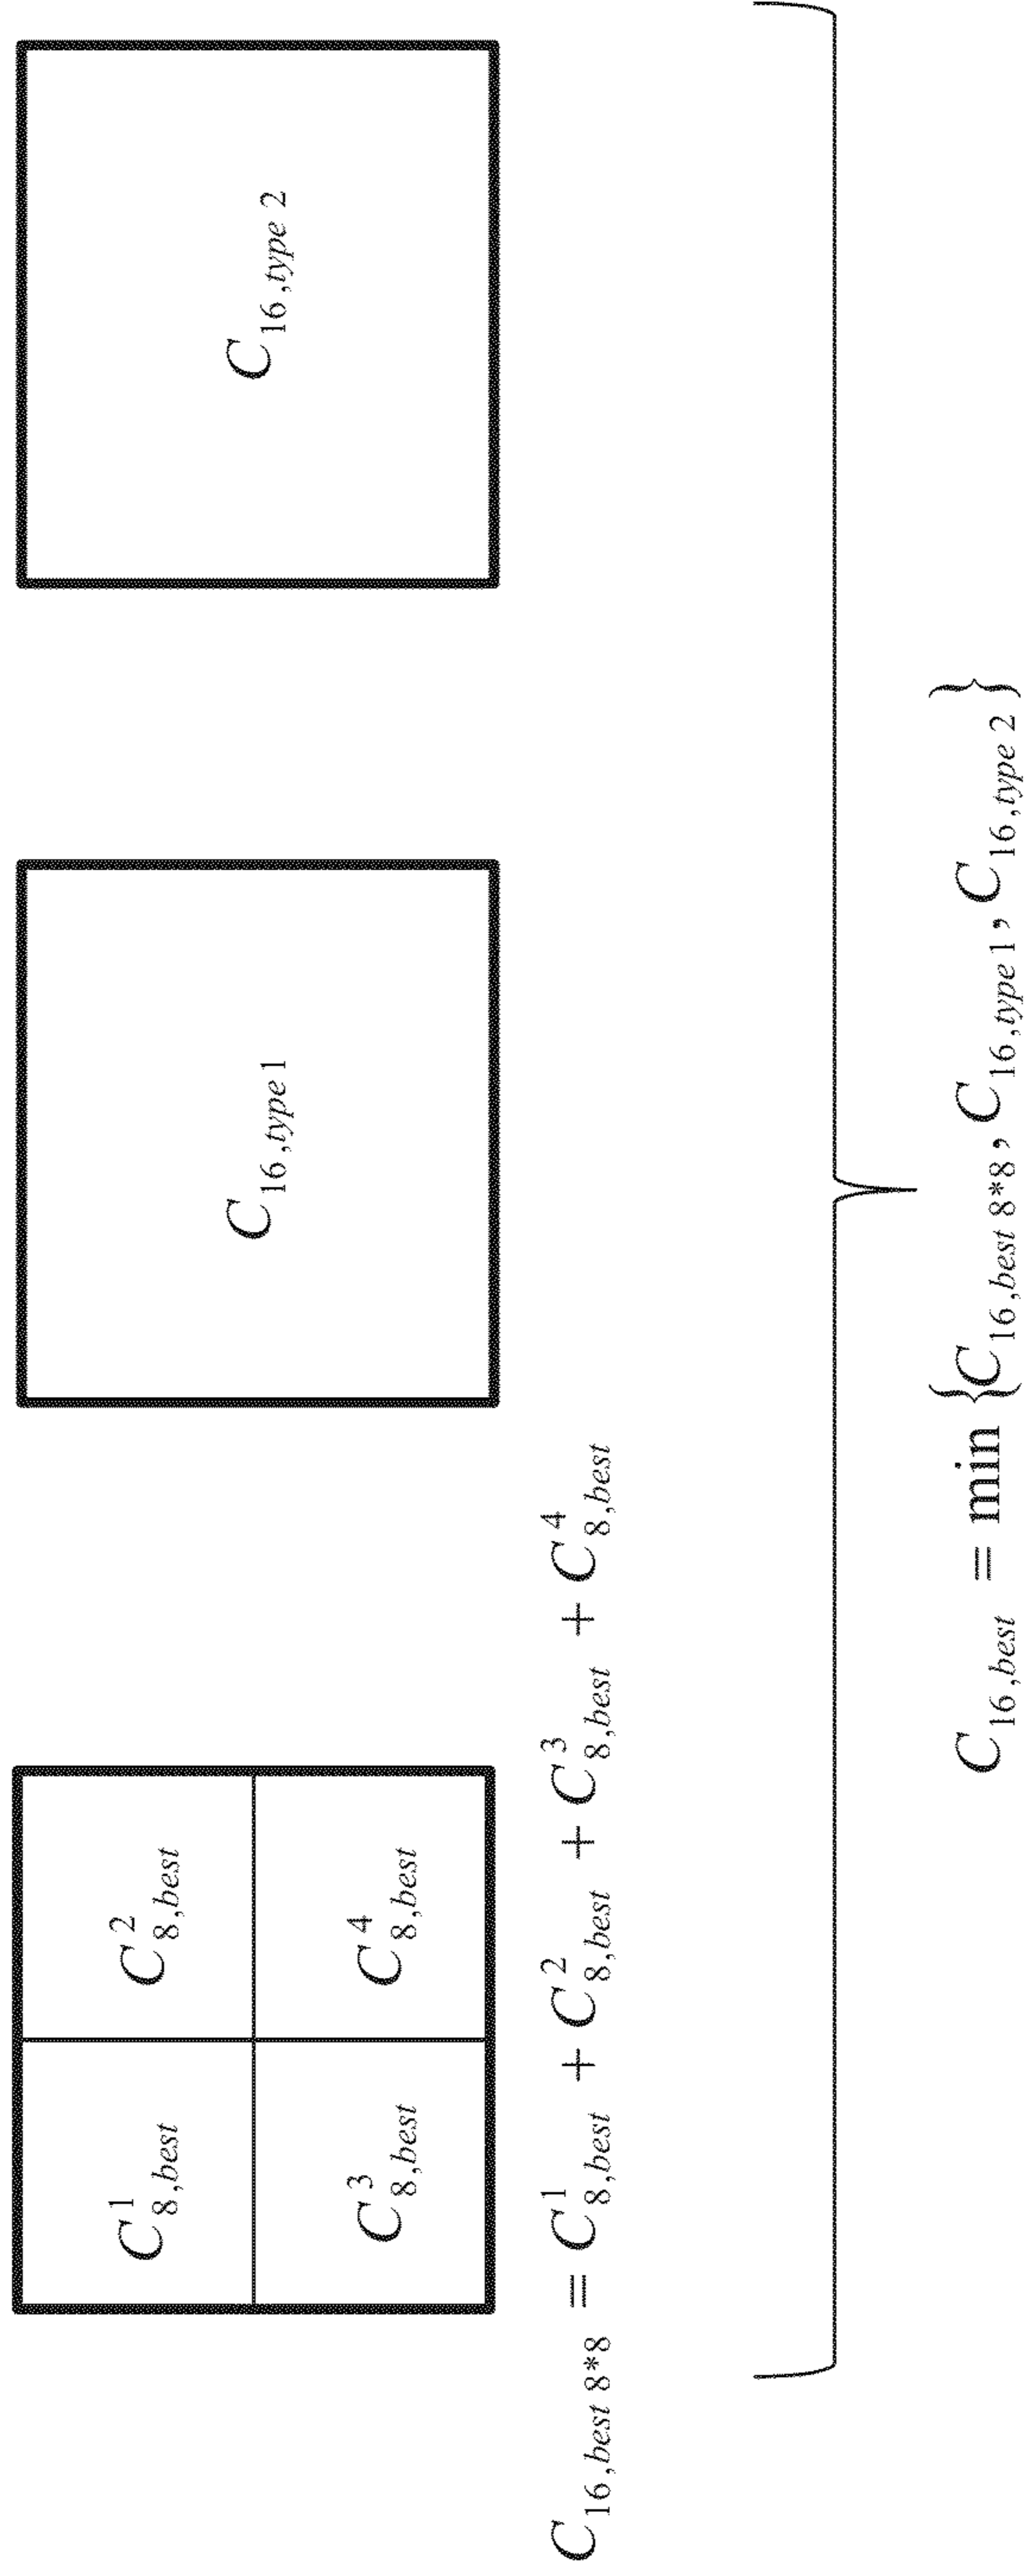 C^1_{8,best} C^2_{8,best} C_{16,type 1} C_{16,type 2}
C^3_{8,best} C^4_{8,best}
C_{16,best 8*8} = C^1_{8,best} + C^2_{8,best} + C^3_{8,best} + C^4_{8,best}
C_{16,best} = min {C_{16,best 8*8}, C_{16,type 1}, C_{16,type 2}}